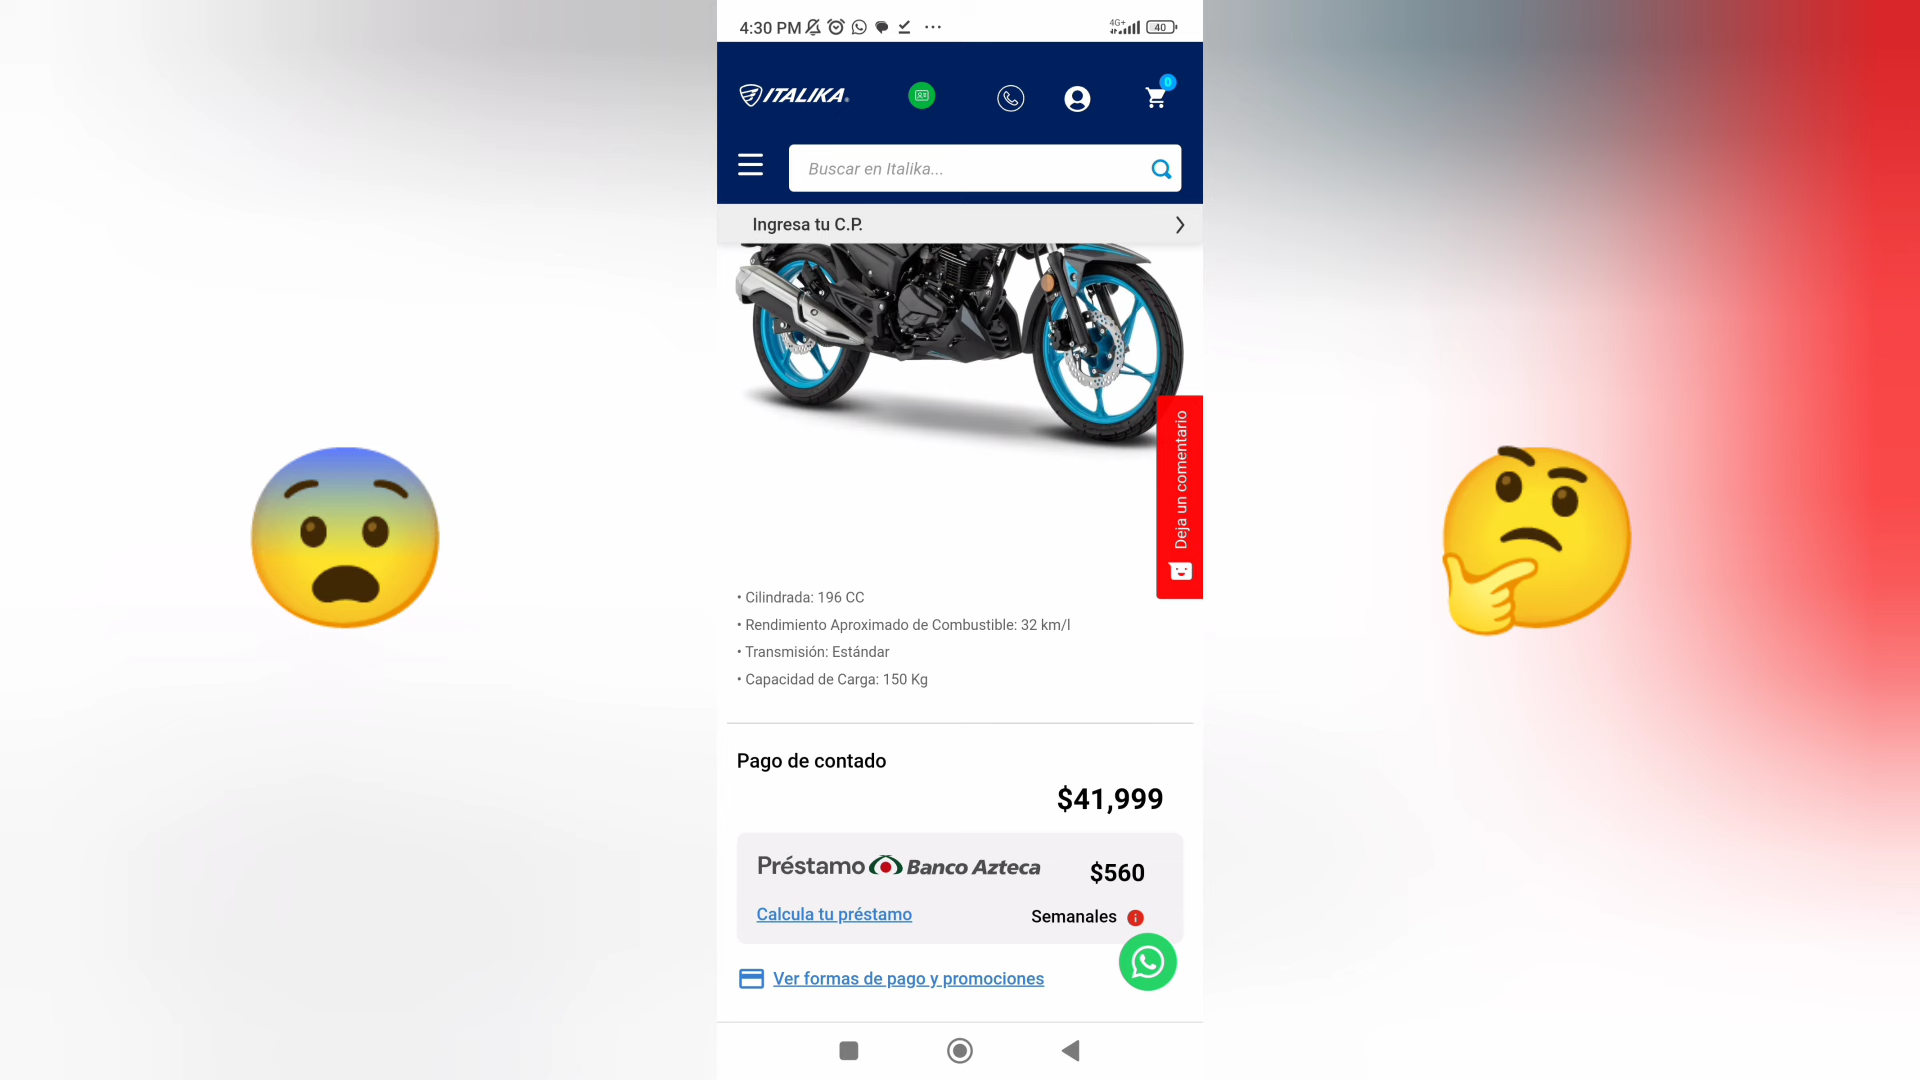 4:30 PM
4G+
40
ITALIKA
0
Buscar en Italika...
Ingresa tu C.P.
Deja un comentario
• Cilindrada: 196 CC
• Rendimiento Aproximado de Combustible: 32 km/l
• Transmisión: Estándar
• Capacidad de Carga: 150 Kg
Pago de contado
$41,999
Préstamo Banco Azteca
$560
Calcula tu préstamo
Semanales
Ver formas de pago y promociones